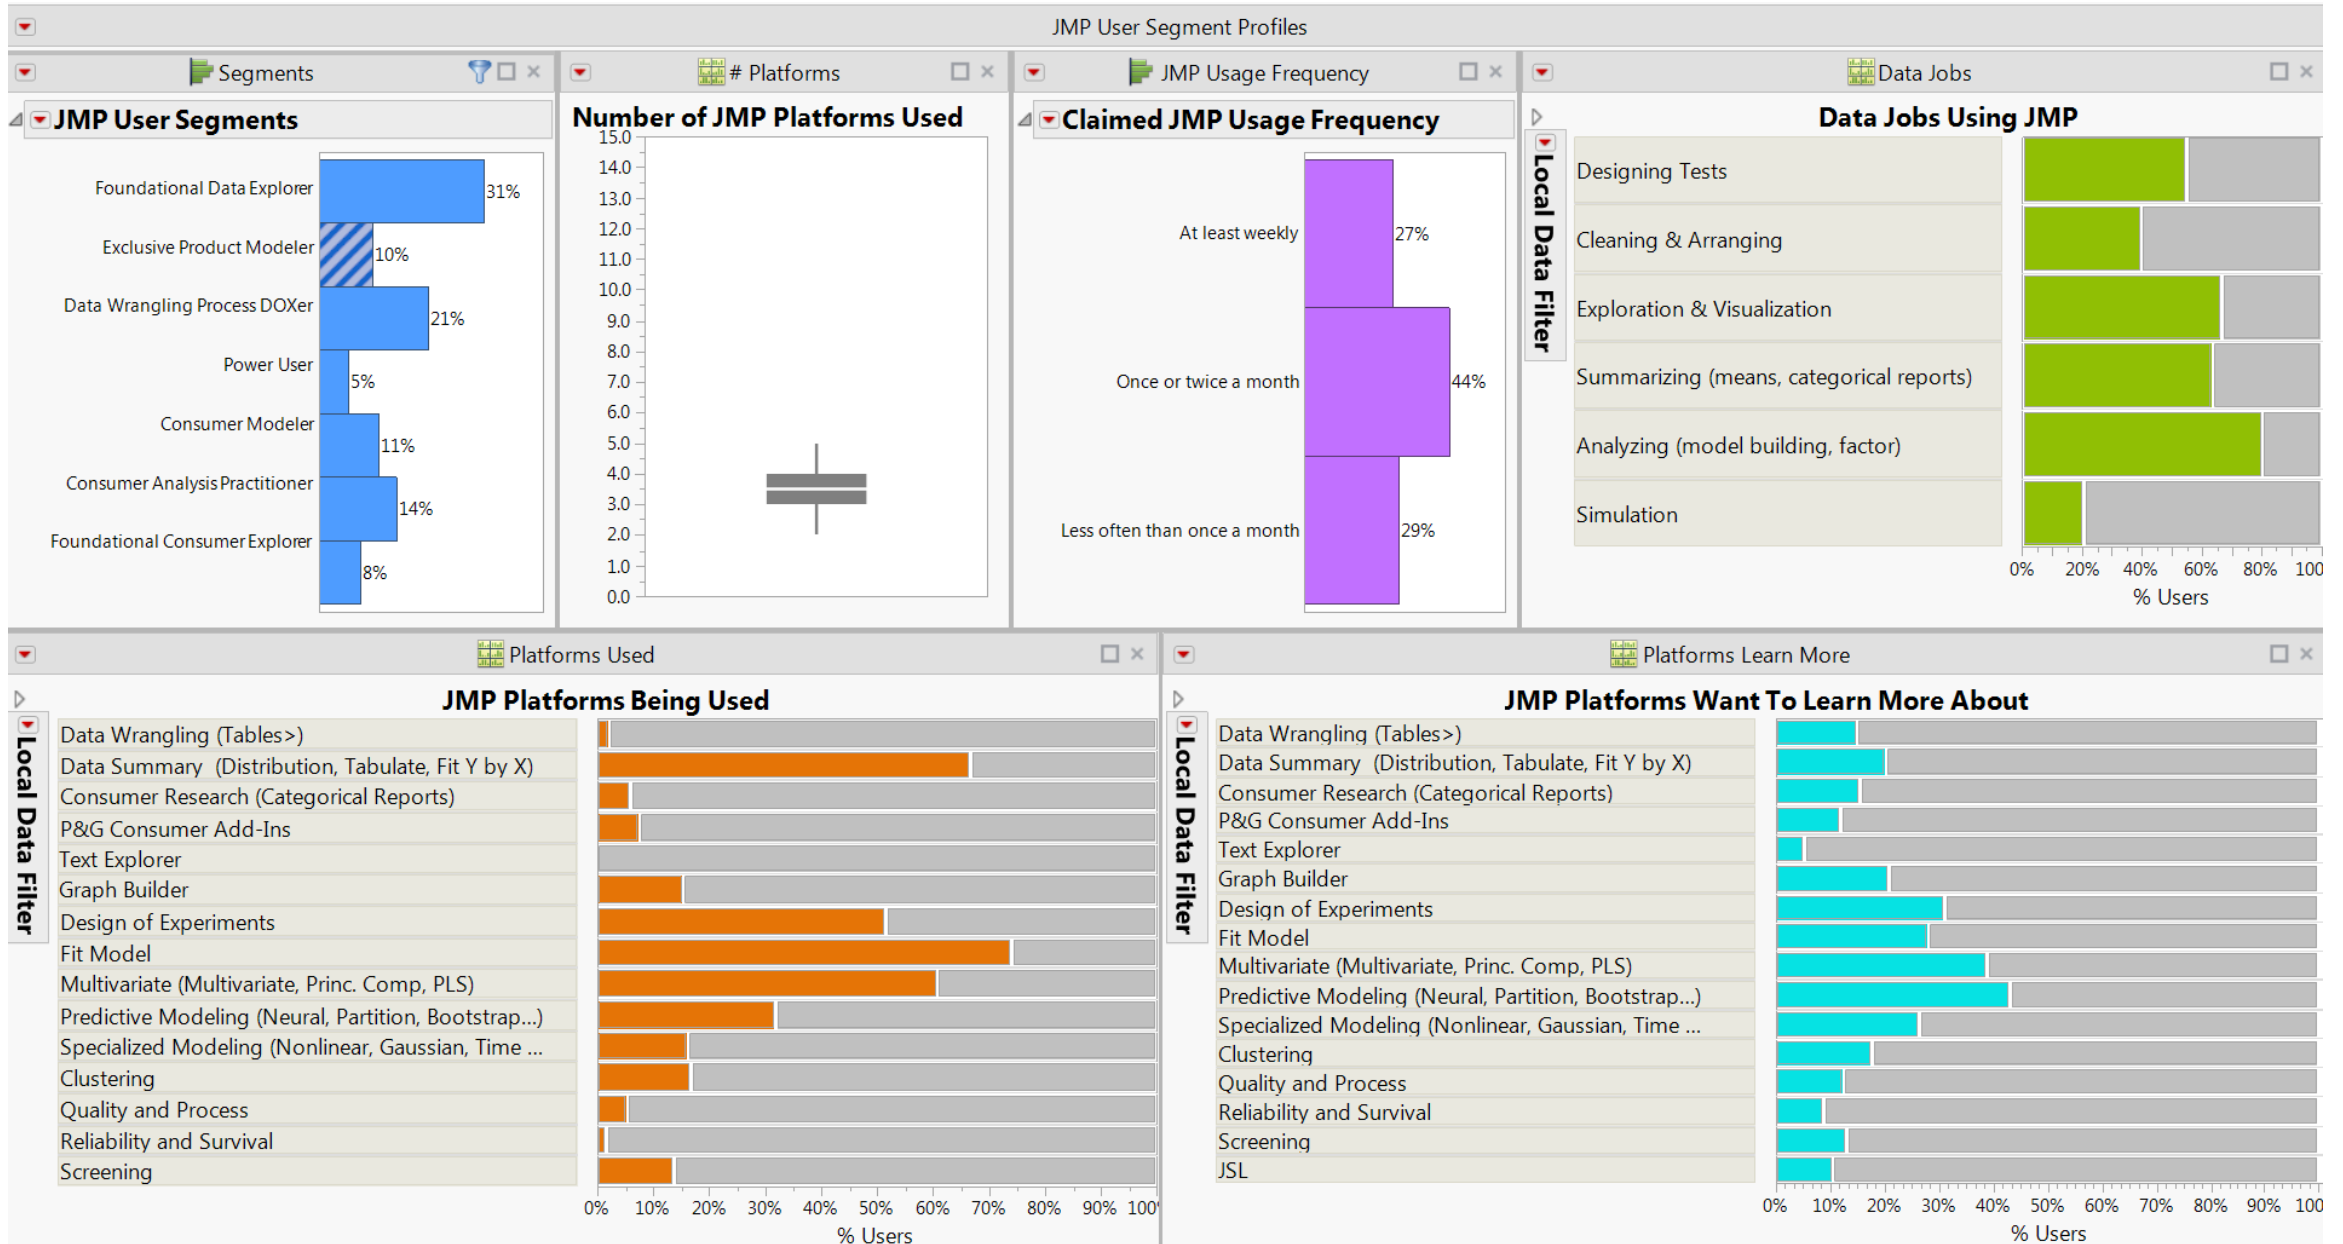 JMP User Segment Profiles
Segments
# Platforms
JMP Usage Frequency
Data Jobs
JMP User Segments
Foundational Data Explorer
31%
Exclusive Product Modeler
10%
Data Wrangling Process DOXer
21%
Power User
5%
Consumer Modeler
11%
Consumer Analysis Practitioner
14%
Foundational Consumer Explorer
8%
Number of JMP Platforms Used
15.0
14.0
13.0
12.0
11.0
10.0
9.0
8.0
7.0
6.0
5.0
4.0
3.0
2.0
1.0
0.0
Claimed JMP Usage Frequency
At least weekly
27%
Once or twice a month
44%
Less often than once a month
29%
Local Data Filter
Data Jobs Using JMP
Designing Tests
Cleaning & Arranging
Exploration & Visualization
Summarizing (means, categorical reports)
Analyzing (model building, factor)
Simulation
0% 20% 40% 60% 80% 100
% Users
Platforms Used
Local Data Filter
JMP Platforms Being Used
Data Wrangling (Tables>)
Data Summary (Distribution, Tabulate, Fit Y by X)
Consumer Research (Categorical Reports)
P&G Consumer Add-Ins
Text Explorer
Graph Builder
Design of Experiments
Fit Model
Multivariate (Multivariate, Princ. Comp, PLS)
Predictive Modeling (Neural, Partition, Bootstrap...)
Specialized Modeling (Nonlinear, Gaussian, Time ...
Clustering
Quality and Process
Reliability and Survival
Screening
0% 10% 20% 30% 40% 50% 60% 70% 80% 90% 100
% Users
Platforms Learn More
Local Data Filter
JMP Platforms Want To Learn More About
Data Wrangling (Tables>)
Data Summary (Distribution, Tabulate, Fit Y by X)
Consumer Research (Categorical Reports)
P&G Consumer Add-Ins
Text Explorer
Graph Builder
Design of Experiments
Fit Model
Multivariate (Multivariate, Princ. Comp, PLS)
Predictive Modeling (Neural, Partition, Bootstrap...)
Specialized Modeling (Nonlinear, Gaussian, Time ...
Clustering
Quality and Process
Reliability and Survival
Screening
JSL
0% 10% 20% 30% 40% 50% 60% 70% 80% 90% 100
% Users